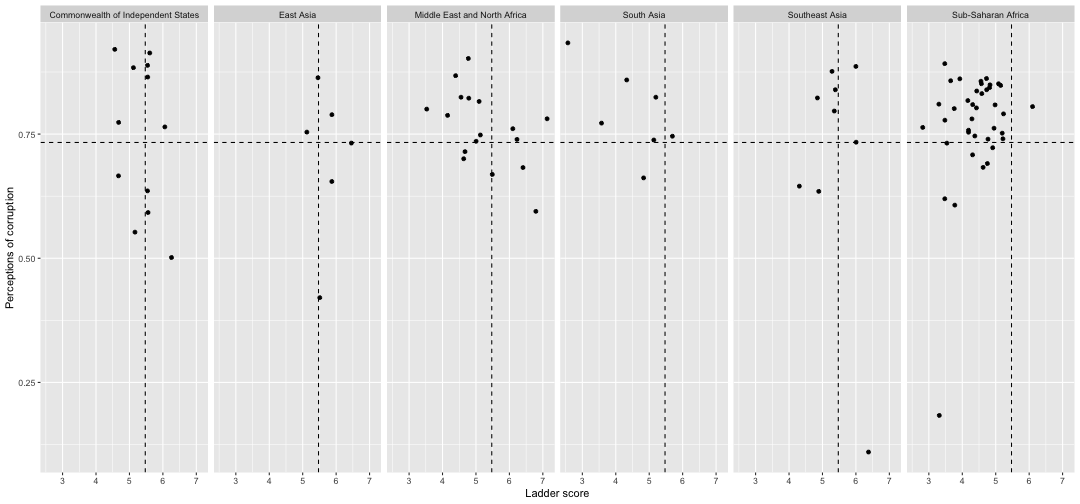 Commonwealth of Independent States
East Asia
Middle East and North Africa
South Asia
Southeast Asia
Sub-Saharan Africa
Perceptions of corruption
0.75
0.50
0.25
3 4 5 6 7
3 4 5 6 7
3 4 5 6 7
3 4 5 6 7
3 4 5 6 7
3 4 5 6 7
Ladder score